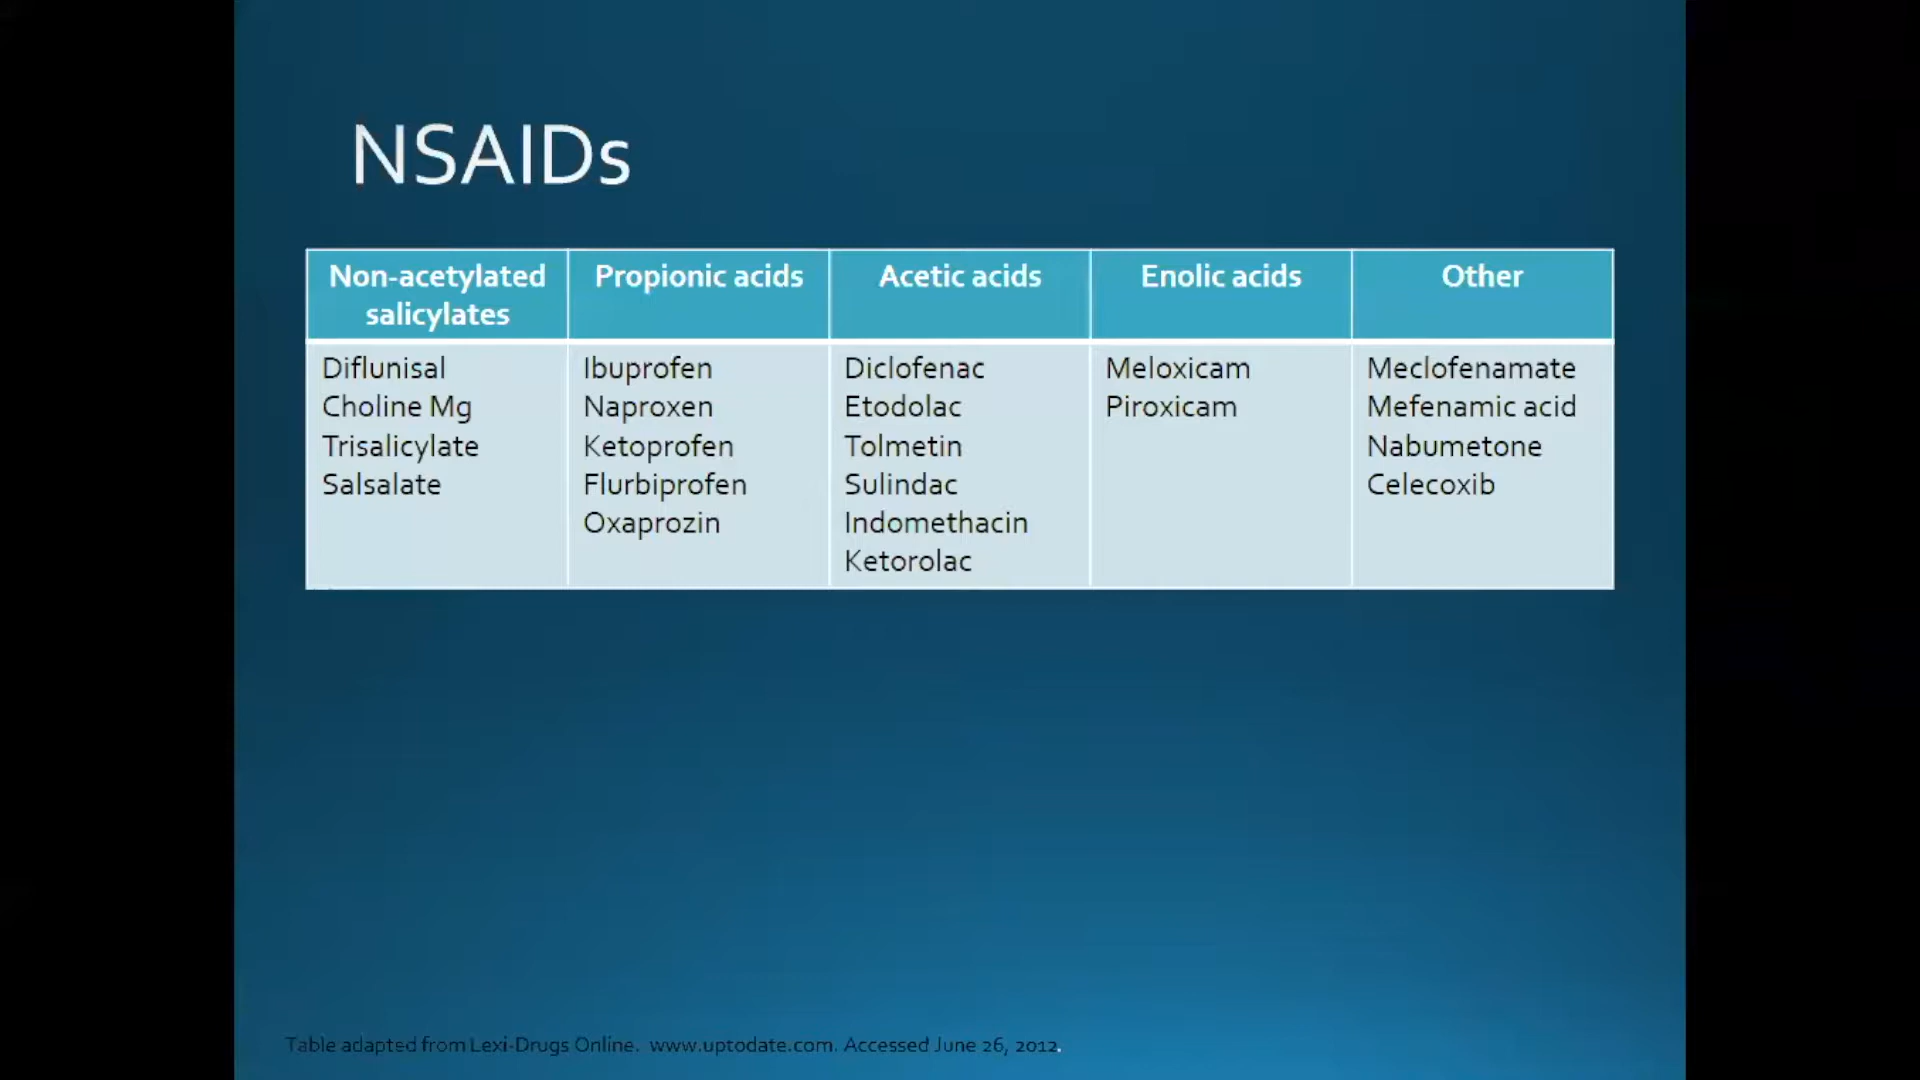 NSAIDs
Non-acetylated
salicylates
Propionic acids
Acetic acids
Enolic acids
Other
Diflunisal
Choline Mg
Trisalicylate
Salsalate
Ibuprofen
Naproxen
Ketoprofen
Flurbiprofen
Oxaprozin
Diclofenac
Etodolac
Tolmetin
Sulindac
Indomethacin
Ketorolac
Meloxicam
Piroxicam
Meclofenamate
Mefenamic acid
Nabumetone
Celecoxib
Table adapted from Lexi-Drugs Online. www.uptodate.com. Accessed June 26, 2012.